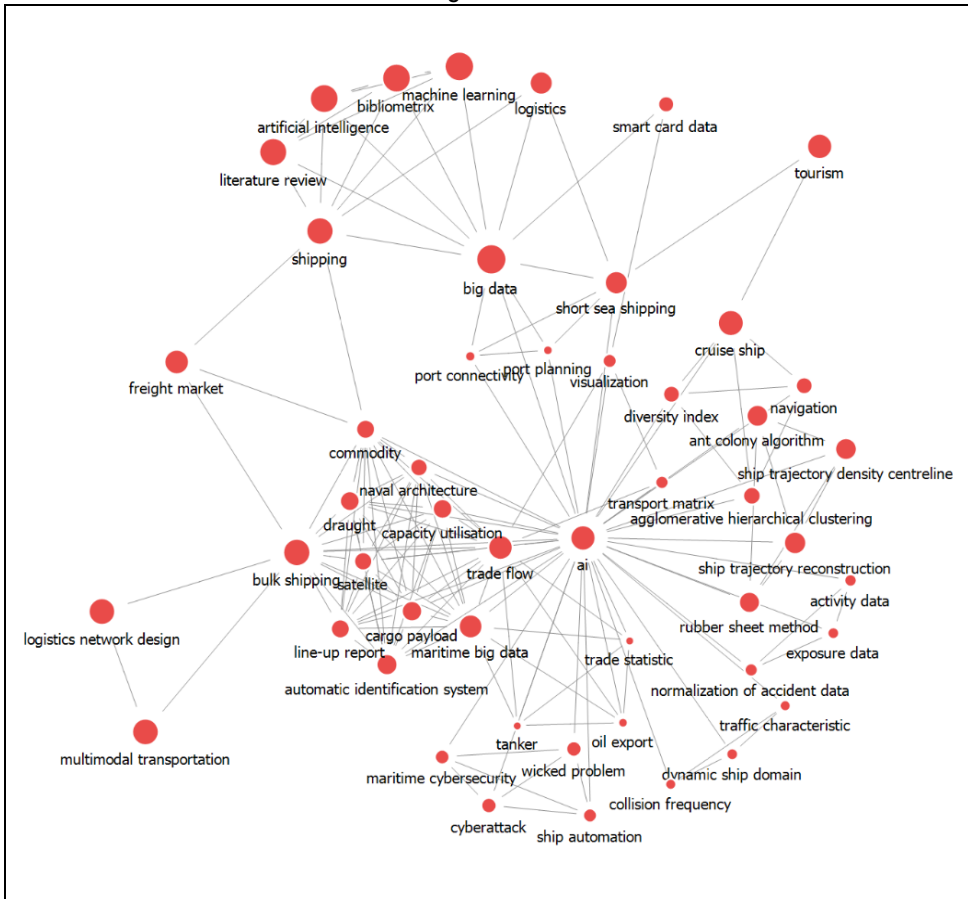 machine learning
bibliometrix
logistics
artificial intelligence
smart card data
literature review
tourism
shipping
big data
short sea shipping
cruise ship
port planning
port connectivity
visualization
freight market
navigation
diversity index
ant colony algorithm
commodity
ship trajectory density centreline
naval architecture
transport matrix
agglomerative hierarchical clustering
draught
capacity utilisation
ai
ship trajectory reconstruction
trade flow
bulk shipping
satellite
activity data
rubber sheet method
logistics network design
cargo payload
line-up report
maritime big data
exposure data
trade statistic
automatic identification system
normalization of accident data
traffic characteristic
tanker
oil export
multimodal transportation
wicked problem
maritime cybersecurity
dynamic ship domain
collision frequency
cyberattack
ship automation